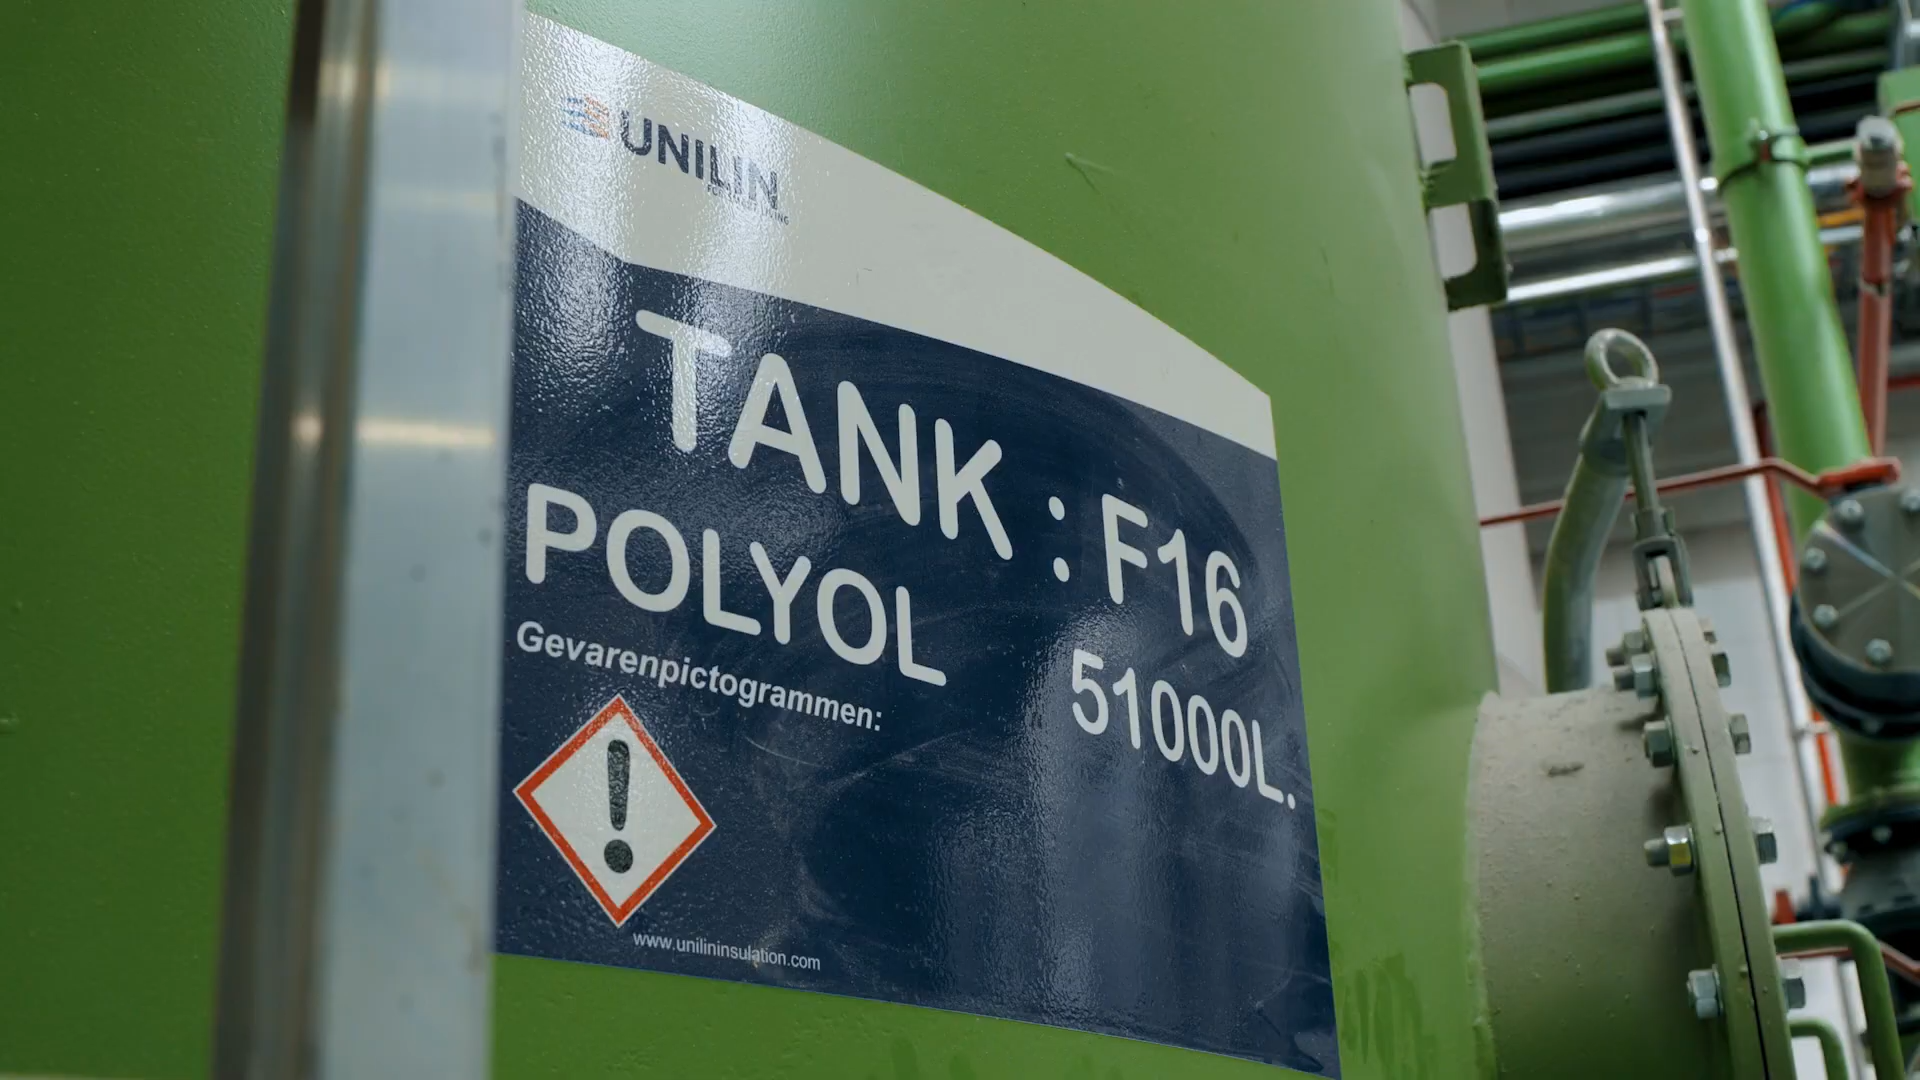 UNILIN
TANK : F16
POLYOL
51000L.
Gevarenpictogrammen:
www.unilininsulation.com